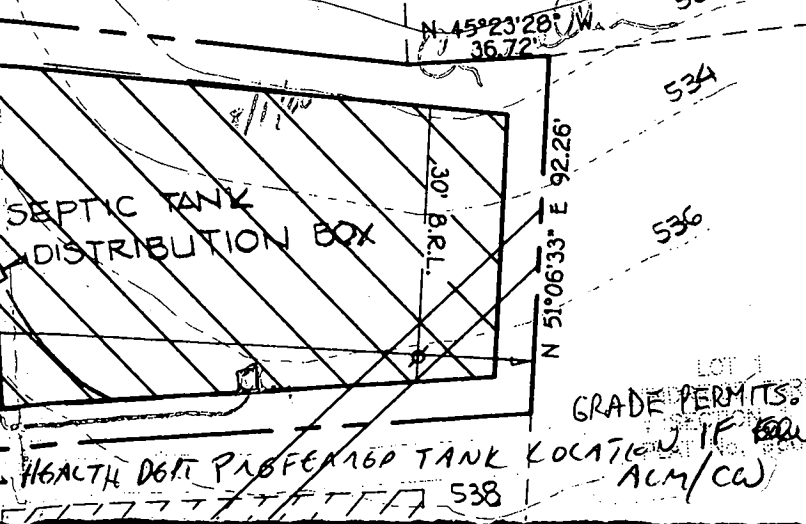 N 45°23'28" W.
36.72'
534
N 51°06'33" E 92.26'
30' B.R.L.
SEPTIC TANK
DISTRIBUTION BOX
536
LOT 1
GRADE PERMITS.
HEALTH DEPT PREFERRED TANK LOCATION IF
ACM/CW
538